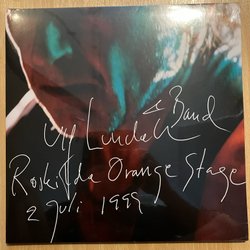 Ulf Lundell & Band
Roskilde Orange Stage
2 juli 1999